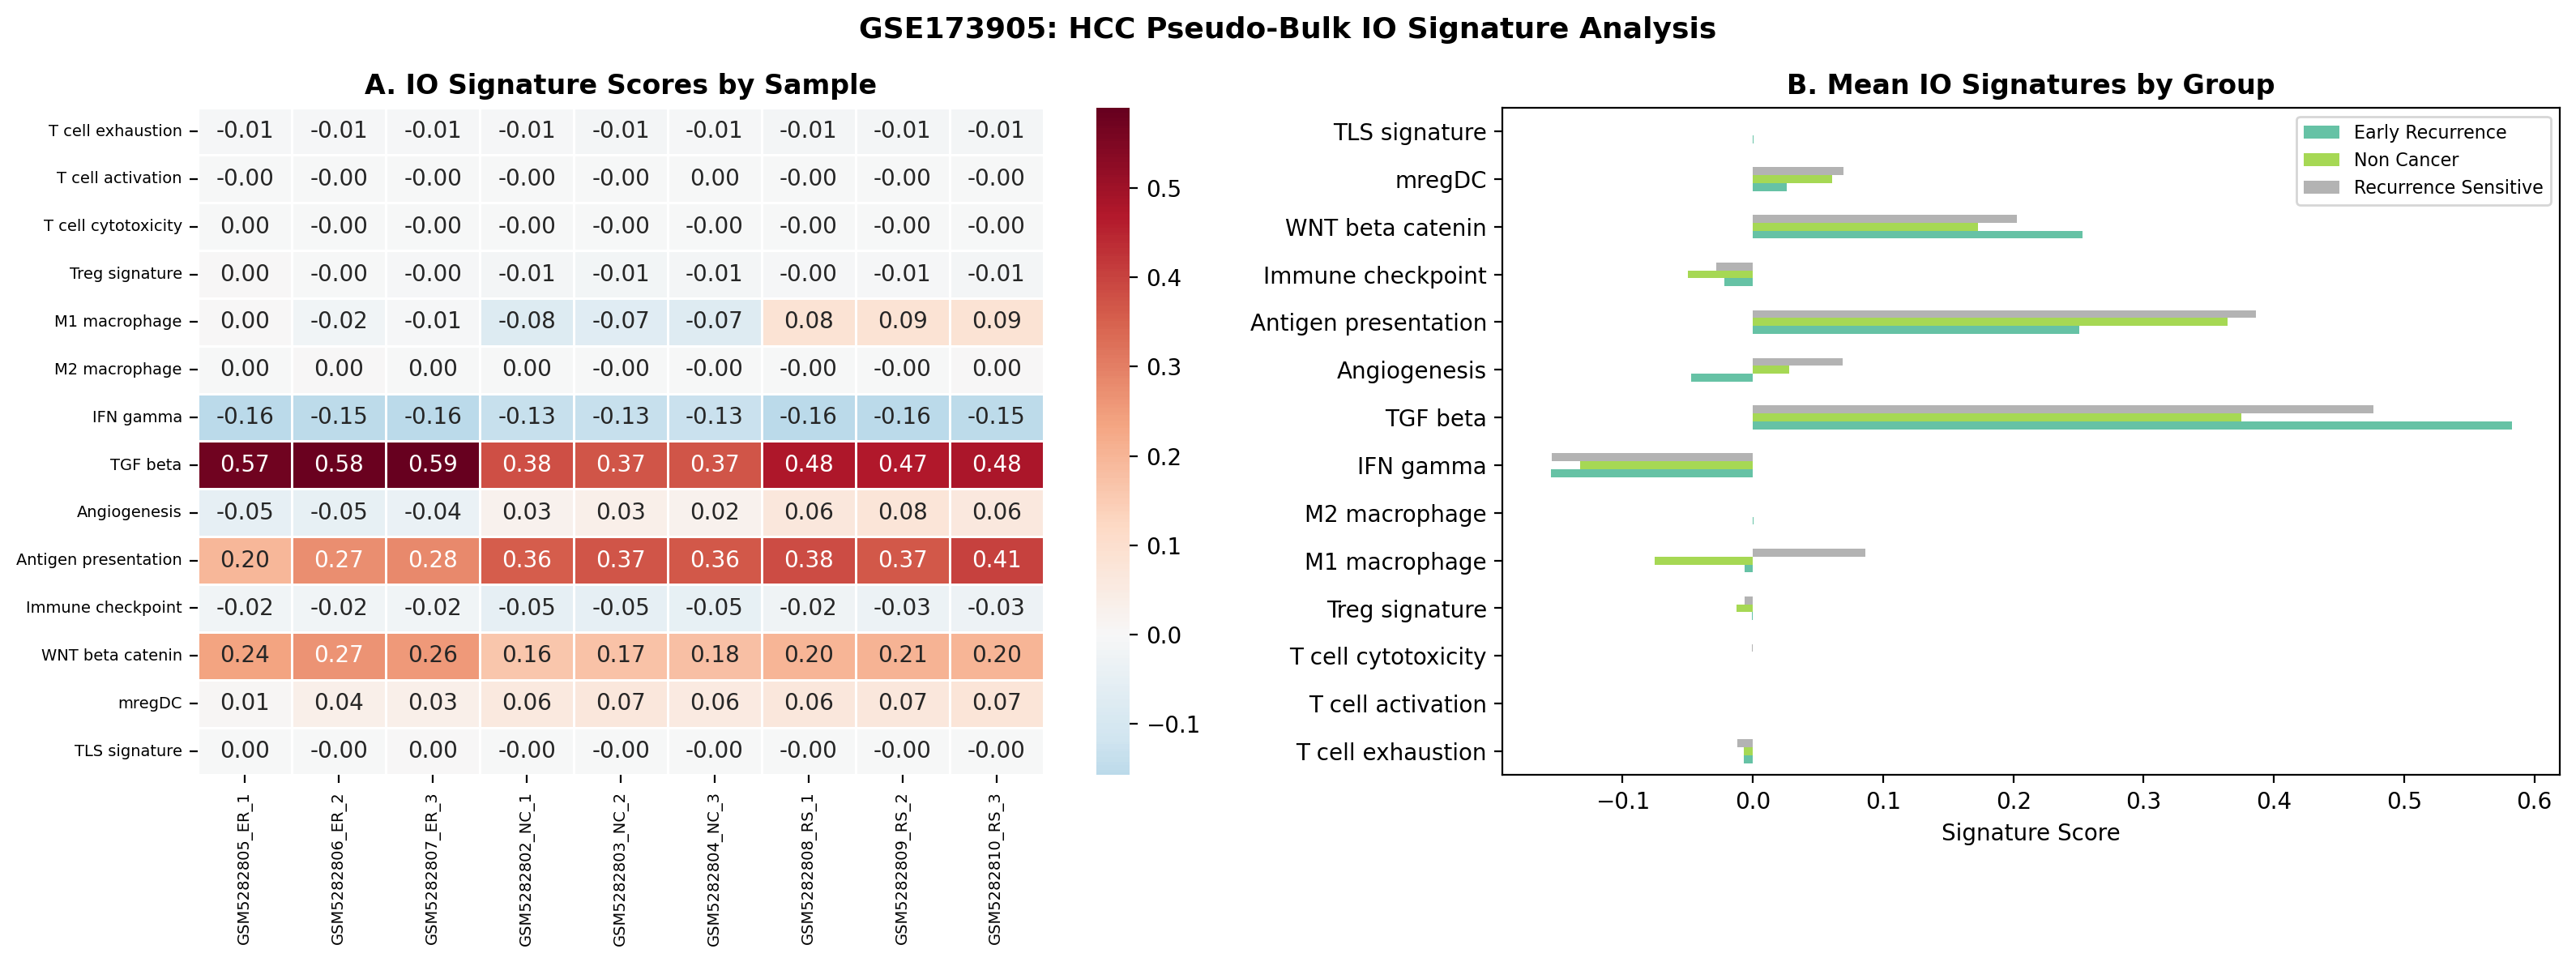 GSE173905: HCC Pseudo-Bulk IO Signature Analysis
A. IO Signature Scores by Sample
T cell exhaustion -0.01 -0.01 -0.01 -0.01 -0.01 -0.01 -0.01 -0.01 -0.01
T cell activation -0.00 -0.00 -0.00 -0.00 -0.00 0.00 -0.00 -0.00 -0.00
T cell cytotoxicity 0.00 -0.00 -0.00 -0.00 -0.00 -0.00 -0.00 -0.00 -0.00
Treg signature 0.00 -0.00 -0.00 -0.01 -0.01 -0.01 -0.00 -0.01 -0.01
M1 macrophage 0.00 -0.02 -0.01 -0.08 -0.07 -0.07 0.08 0.09 0.09
M2 macrophage 0.00 0.00 0.00 0.00 -0.00 -0.00 -0.00 -0.00 0.00
IFN gamma -0.16 -0.15 -0.16 -0.13 -0.13 -0.13 -0.16 -0.16 -0.15
TGF beta 0.57 0.58 0.59 0.38 0.37 0.37 0.48 0.47 0.48
Angiogenesis -0.05 -0.05 -0.04 0.03 0.03 0.02 0.06 0.08 0.06
Antigen presentation 0.20 0.27 0.28 0.36 0.37 0.36 0.38 0.37 0.41
Immune checkpoint -0.02 -0.02 -0.02 -0.05 -0.05 -0.05 -0.02 -0.03 -0.03
WNT beta catenin 0.24 0.27 0.26 0.16 0.17 0.18 0.20 0.21 0.20
mregDC 0.01 0.04 0.03 0.06 0.07 0.06 0.06 0.07 0.07
TLS signature 0.00 -0.00 0.00 -0.00 -0.00 -0.00 -0.00 -0.00 -0.00
GSM5282805_ER_1
GSM5282806_ER_2
GSM5282807_ER_3
GSM5282802_NC_1
GSM5282803_NC_2
GSM5282804_NC_3
GSM5282808_RS_1
GSM5282809_RS_2
GSM5282810_RS_3
0.5
0.4
0.3
0.2
0.1
0.0
−0.1
B. Mean IO Signatures by Group
Early Recurrence
Non Cancer
Recurrence Sensitive
TLS signature
mregDC
WNT beta catenin
Immune checkpoint
Antigen presentation
Angiogenesis
TGF beta
IFN gamma
M2 macrophage
M1 macrophage
Treg signature
T cell cytotoxicity
T cell activation
T cell exhaustion
−0.1 0.0 0.1 0.2 0.3 0.4 0.5 0.6
Signature Score